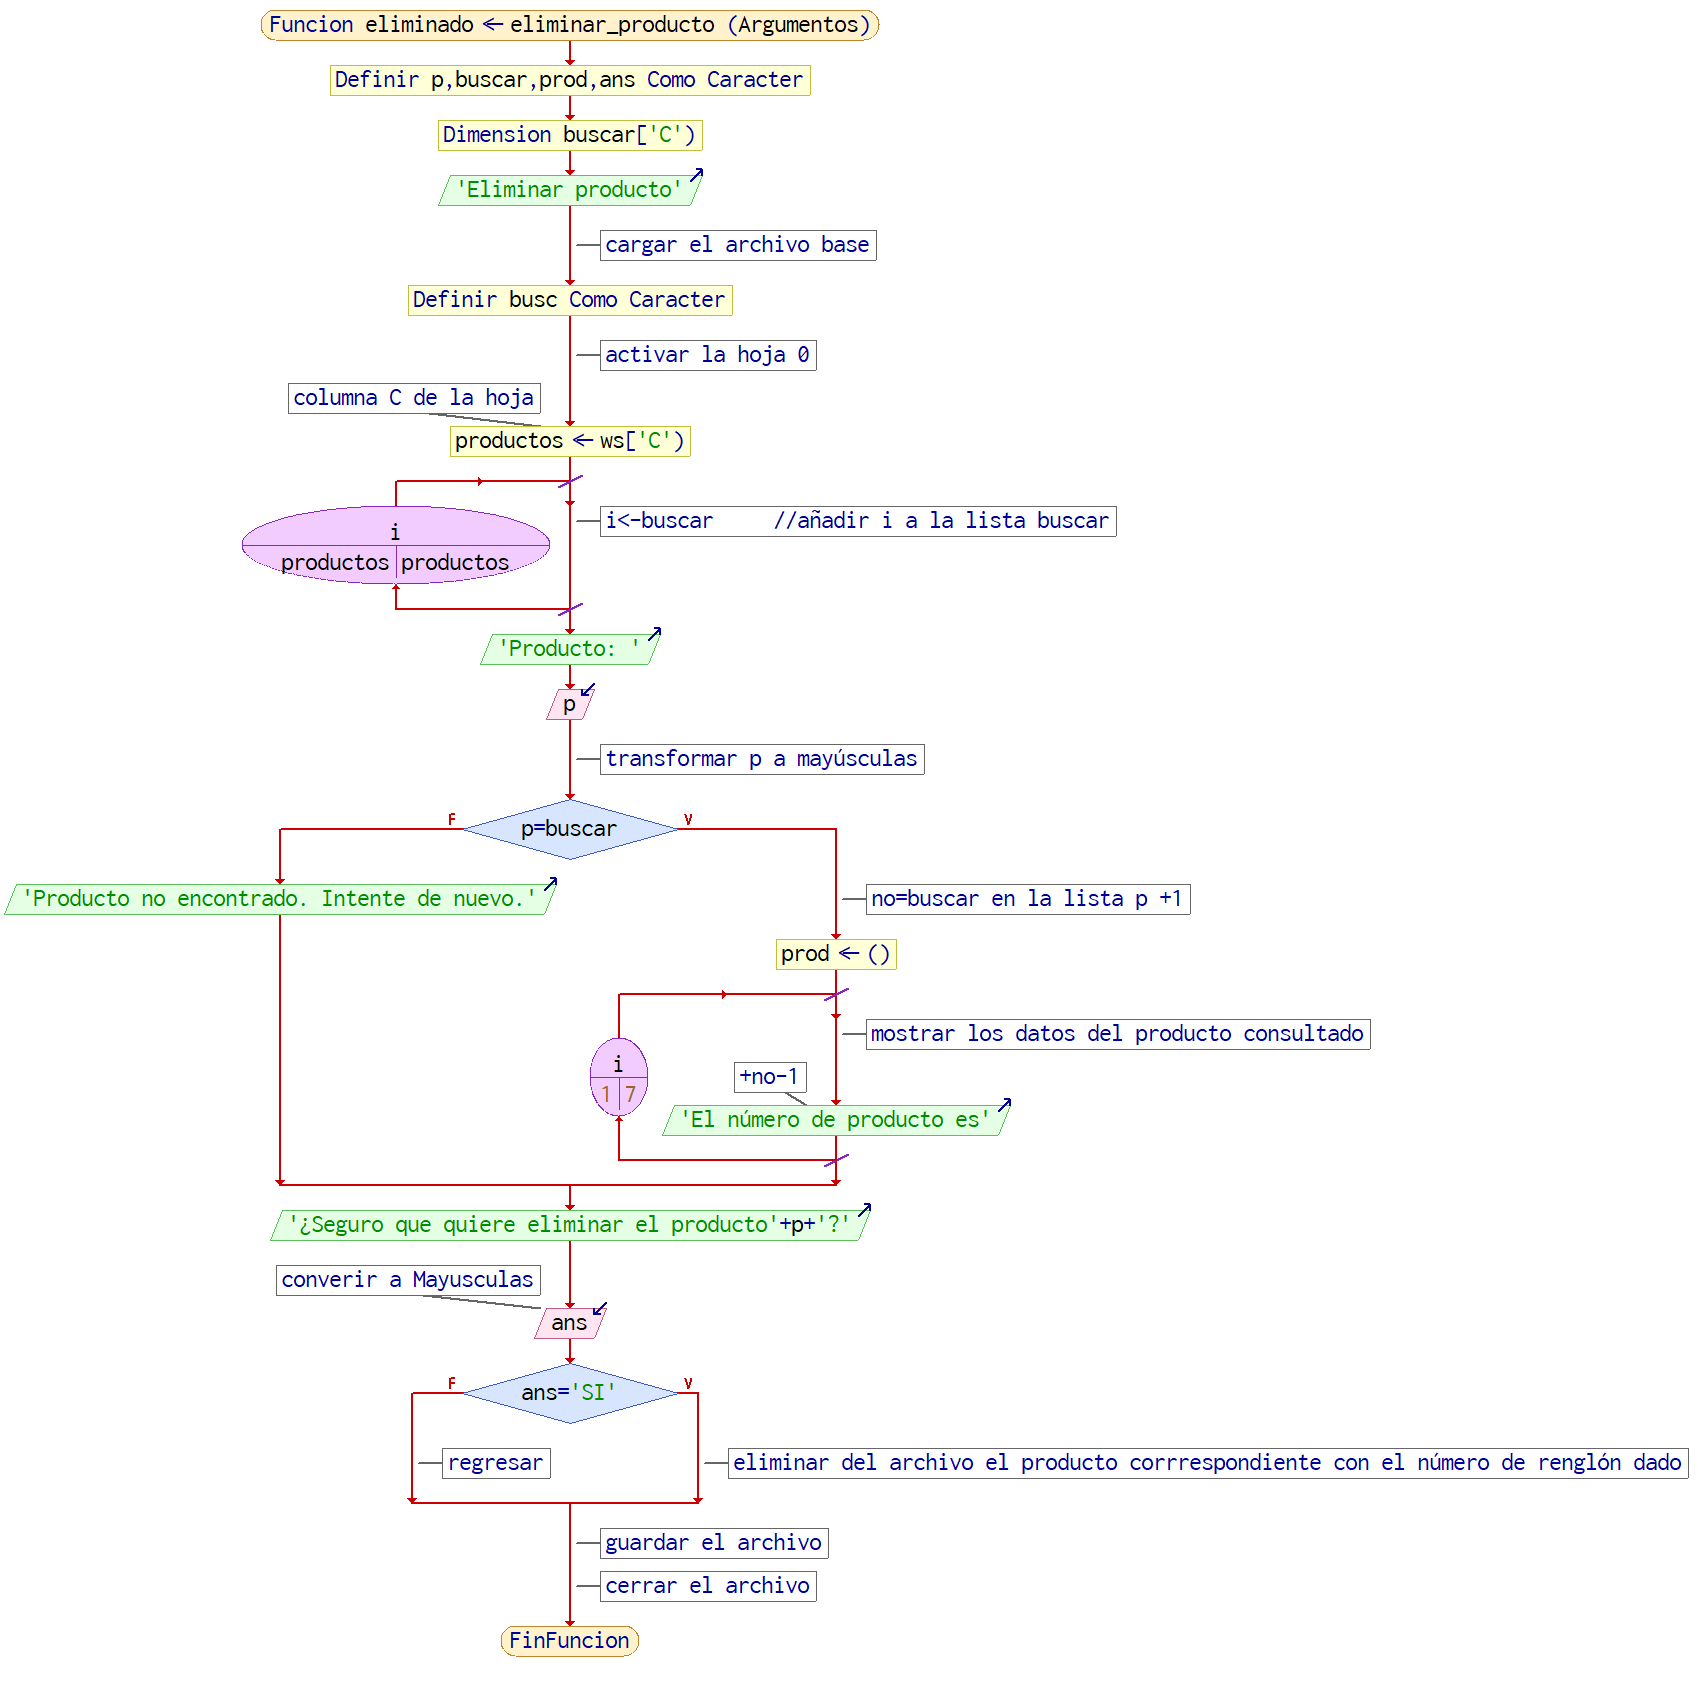 Funcion eliminado ← eliminar_producto (Argumentos)
Definir p,buscar,prod,ans Como Caracter
Dimension buscar['C')
'Eliminar producto'
cargar el archivo base
Definir busc Como Caracter
activar la hoja 0
columna C de la hoja
productos ← ws['C')
i<-buscar     //añadir i a la lista buscar
i
productos productos
'Producto: '
p
transformar p a mayúsculas
F
V
p=buscar
'Producto no encontrado. Intente de nuevo.'
no=buscar en la lista p +1
prod ← ()
mostrar los datos del producto consultado
i
1 7
+no-1
'El número de producto es'
'¿Seguro que quiere eliminar el producto'+p+'?'
converir a Mayusculas
ans
F
V
ans='SI'
regresar
eliminar del archivo el producto corrrespondiente con el número de renglón dado
guardar el archivo
cerrar el archivo
FinFuncion